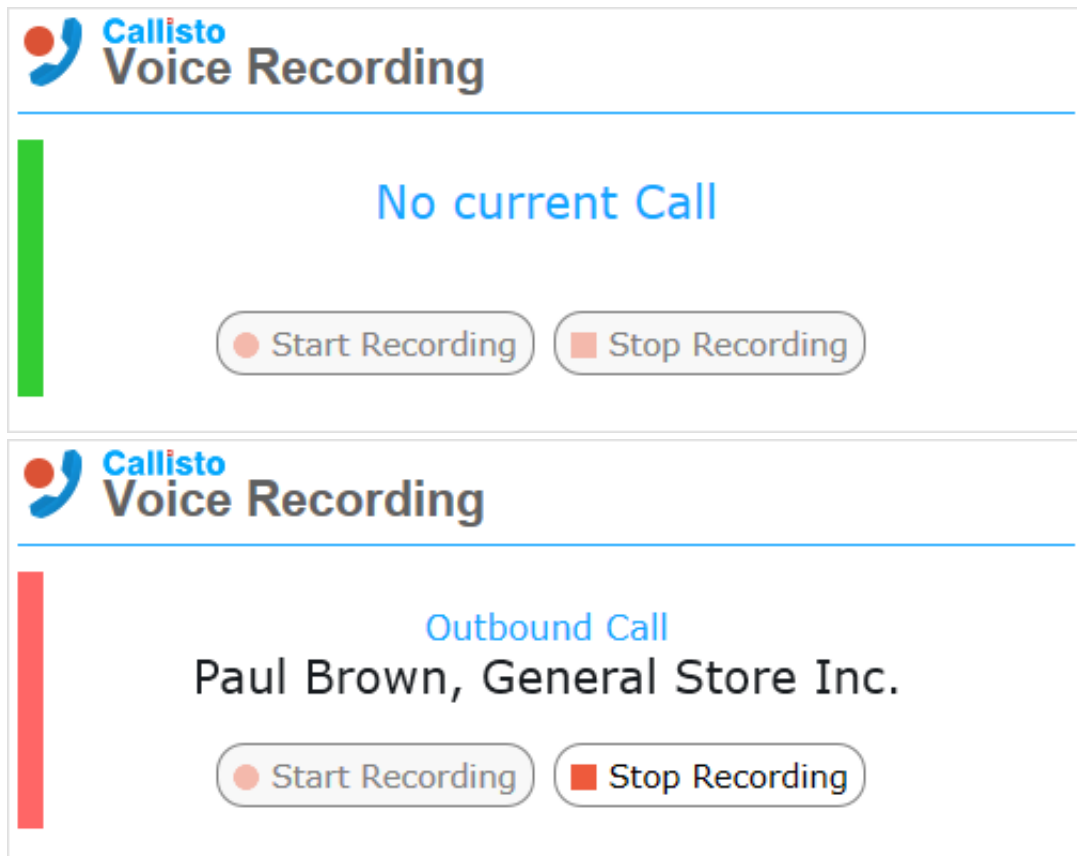 Callisto
Voice Recording
No current Call
Start Recording Stop Recording
Callisto
Voice Recording
Outbound Call
Paul Brown, General Store Inc.
Start Recording Stop Recording